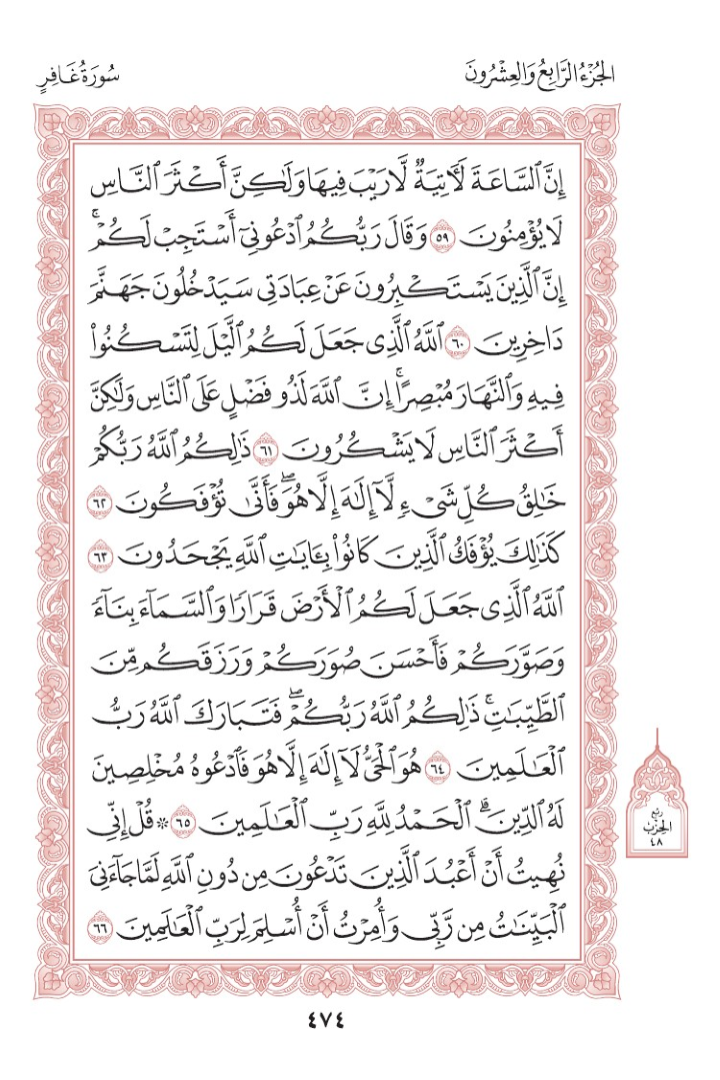 الجُزْءُ الرَّابِعُ وَالعِشْرُونَ
سُورَةُ غَافِرٍ
إِنَّ ٱلسَّاعَةَ لَأٓتِيَةٞ لَّا رَيۡبَ فِيهَا وَلَٰكِنَّ أَكۡثَرَ ٱلنَّاسِ
لَا يُؤۡمِنُونَ ٥٩ وَقَالَ رَبُّكُمُ ٱدۡعُونِيٓ أَسۡتَجِبۡ لَكُمۡۚ
إِنَّ ٱلَّذِينَ يَسۡتَكۡبِرُونَ عَنۡ عِبَادَتِي سَيَدۡخُلُونَ جَهَنَّمَ
دَاخِرِينَ ٦٠ ٱللَّهُ ٱلَّذِي جَعَلَ لَكُمُ ٱلَّيۡلَ لِتَسۡكُنُواْ
فِيهِ وَٱلنَّهَارَ مُبۡصِرًاۚ إِنَّ ٱللَّهَ لَذُو فَضۡلٍ عَلَى ٱلنَّاسِ وَلَٰكِنَّ
أَكۡثَرَ ٱلنَّاسِ لَا يَشۡكُرُونَ ٦١ ذَٰلِكُمُ ٱللَّهُ رَبُّكُمۡ
خَٰلِقُ كُلِّ شَيۡءٖ لَّآ إِلَٰهَ إِلَّا هُوَۖ فَأَنَّىٰ تُؤۡفَكُونَ ٦٢
كَذَٰلِكَ يُؤۡفَكُ ٱلَّذِينَ كَانُواْ بِـَٔايَٰتِ ٱللَّهِ يَجۡحَدُونَ ٦٣
ٱللَّهُ ٱلَّذِي جَعَلَ لَكُمُ ٱلۡأَرۡضَ قَرَارٗا وَٱلسَّمَآءَ بِنَآءٗ
وَصَوَّرَكُمۡ فَأَحۡسَنَ صُوَرَكُمۡ وَرَزَقَكُم مِّنَ
ٱلطَّيِّبَٰتِۚ ذَٰلِكُمُ ٱللَّهُ رَبُّكُمۡۖ فَتَبَارَكَ ٱللَّهُ رَبُّ
ٱلۡعَٰلَمِينَ ٦٤ هُوَ ٱلۡحَيُّ لَآ إِلَٰهَ إِلَّا هُوَ فَٱدۡعُوهُ مُخۡلِصِينَ
لَهُ ٱلدِّينَۗ ٱلۡحَمۡدُ لِلَّهِ رَبِّ ٱلۡعَٰلَمِينَ ٦٥ ۞ قُلۡ إِنِّي
نُهِيتُ أَنۡ أَعۡبُدَ ٱلَّذِينَ تَدۡعُونَ مِن دُونِ ٱللَّهِ لَمَّا جَآءَنِيَ
ٱلۡبَيِّنَٰتُ مِن رَّبِّي وَأُمِرۡتُ أَنۡ أُسۡلِمَ لِرَبِّ ٱلۡعَٰلَمِينَ ٦٦
ربع
الحِزْب
٤٨
٤٧٤